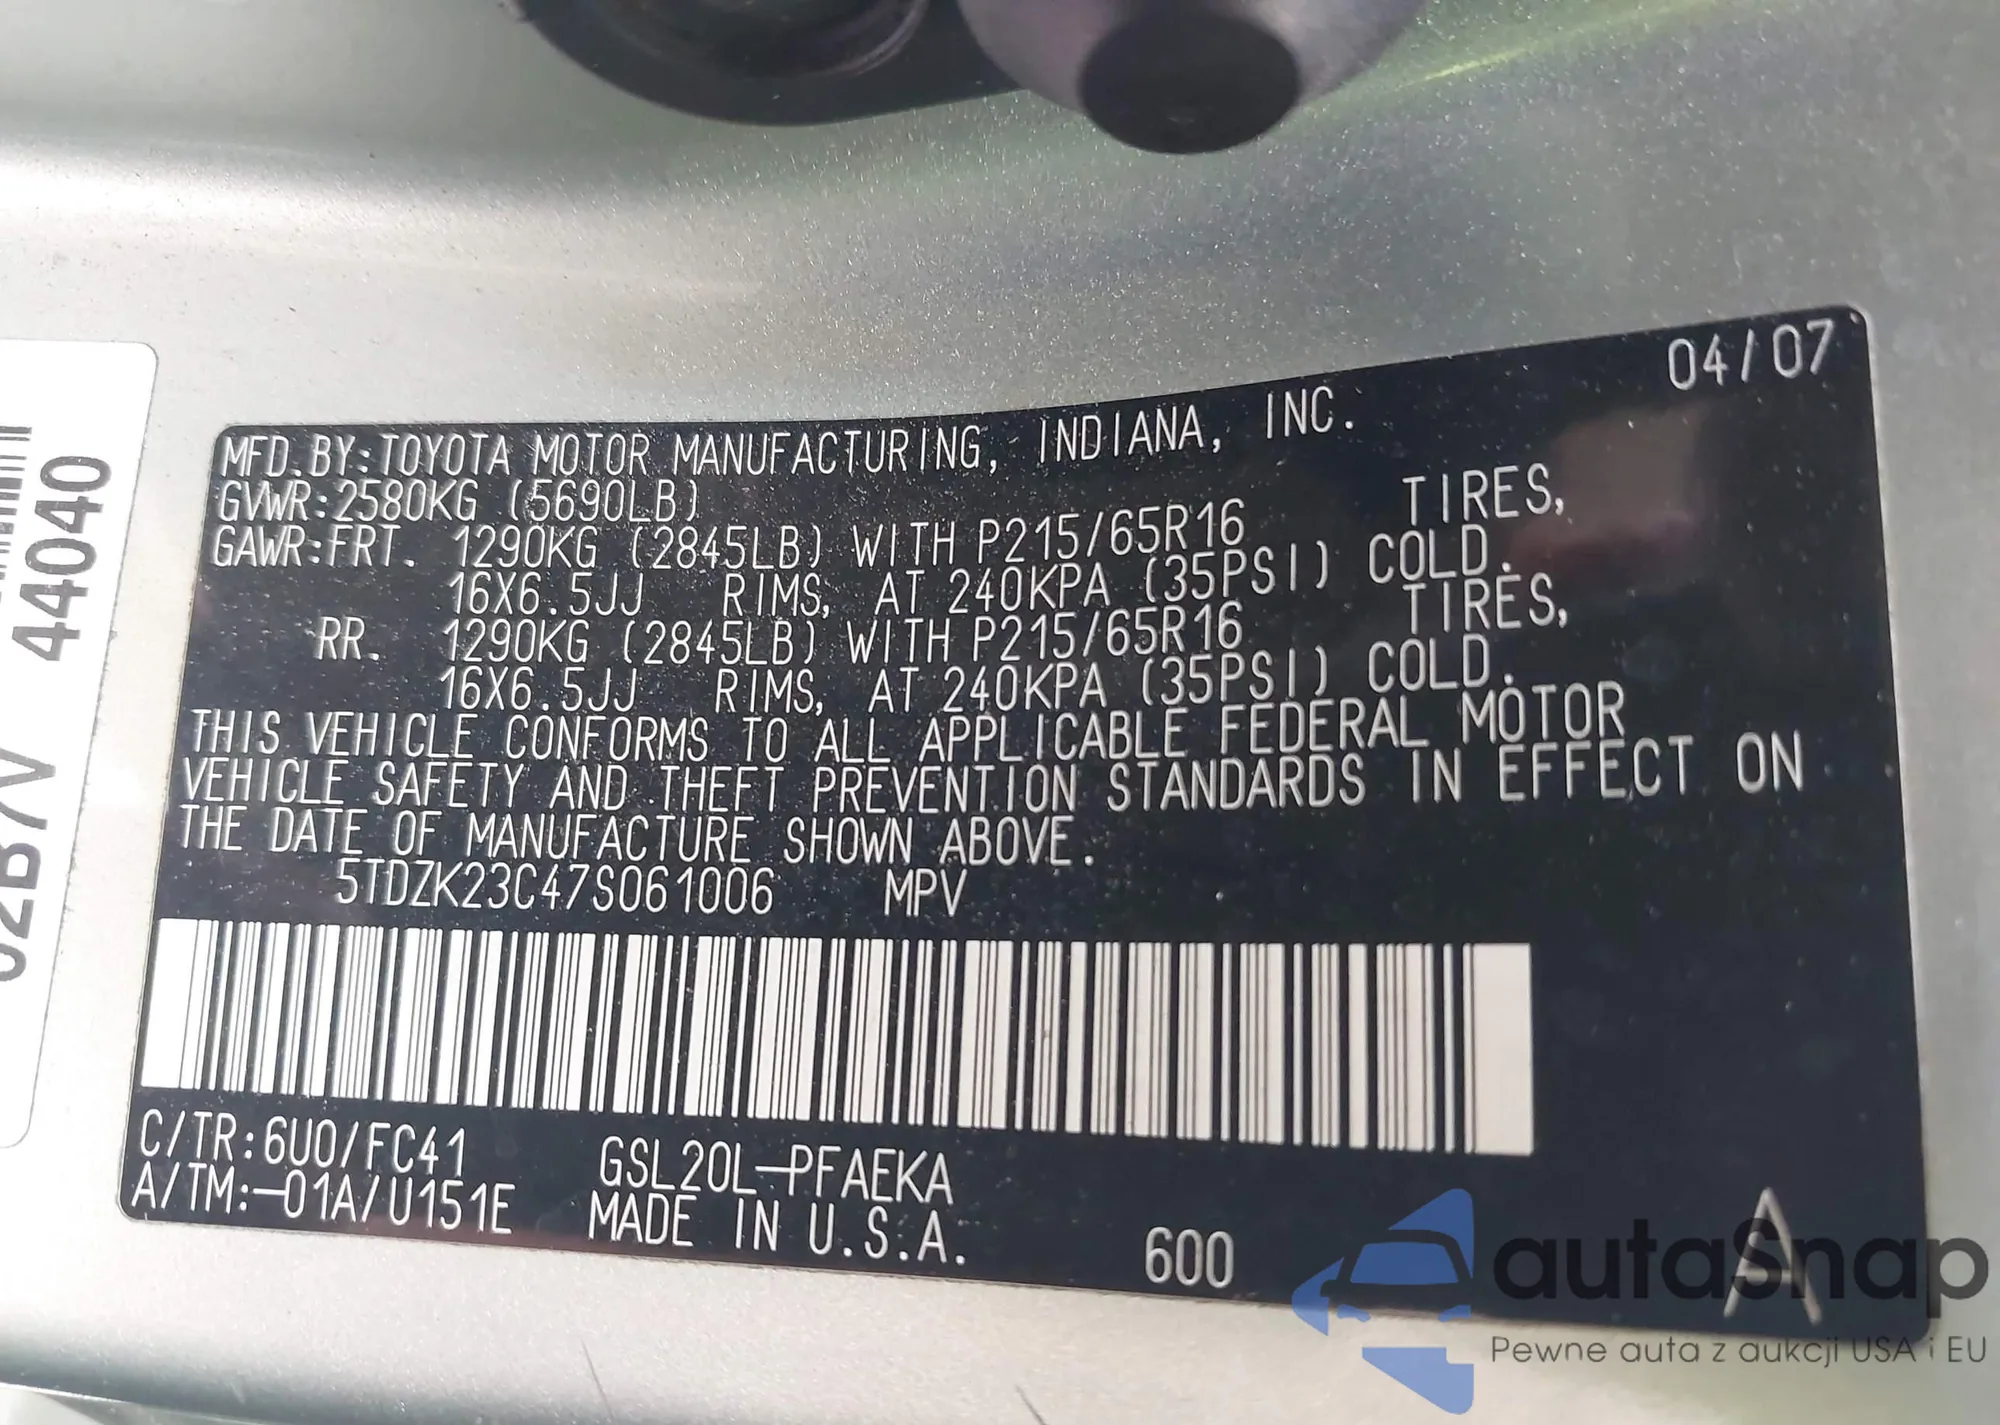 04/07
MFD.BY:TOYOTA MOTOR MANUFACTURING, INDIANA, INC.
GVWR:2580KG (5690LB)
GAWR:FRT. 1290KG (2845LB) WITH P215/65R16 TIRES,
16X6.5JJ RIMS, AT 240KPA (35PSI) COLD.
RR. 1290KG (2845LB) WITH P215/65R16 TIRES,
16X6.5JJ RIMS, AT 240KPA (35PSI) COLD.
THIS VEHICLE CONFORMS TO ALL APPLICABLE FEDERAL MOTOR
VEHICLE SAFETY AND THEFT PREVENTION STANDARDS IN EFFECT ON
THE DATE OF MANUFACTURE SHOWN ABOVE.
5TDZK23C47S061006 MPV
C/TR:6U0/FC41 GSL20L-PFAEKA
A/TM:-01A/U151E MADE IN U.S.A. 600 A
44040
02B7V
autaSnap
Pewne auta z aukcji USA i EU